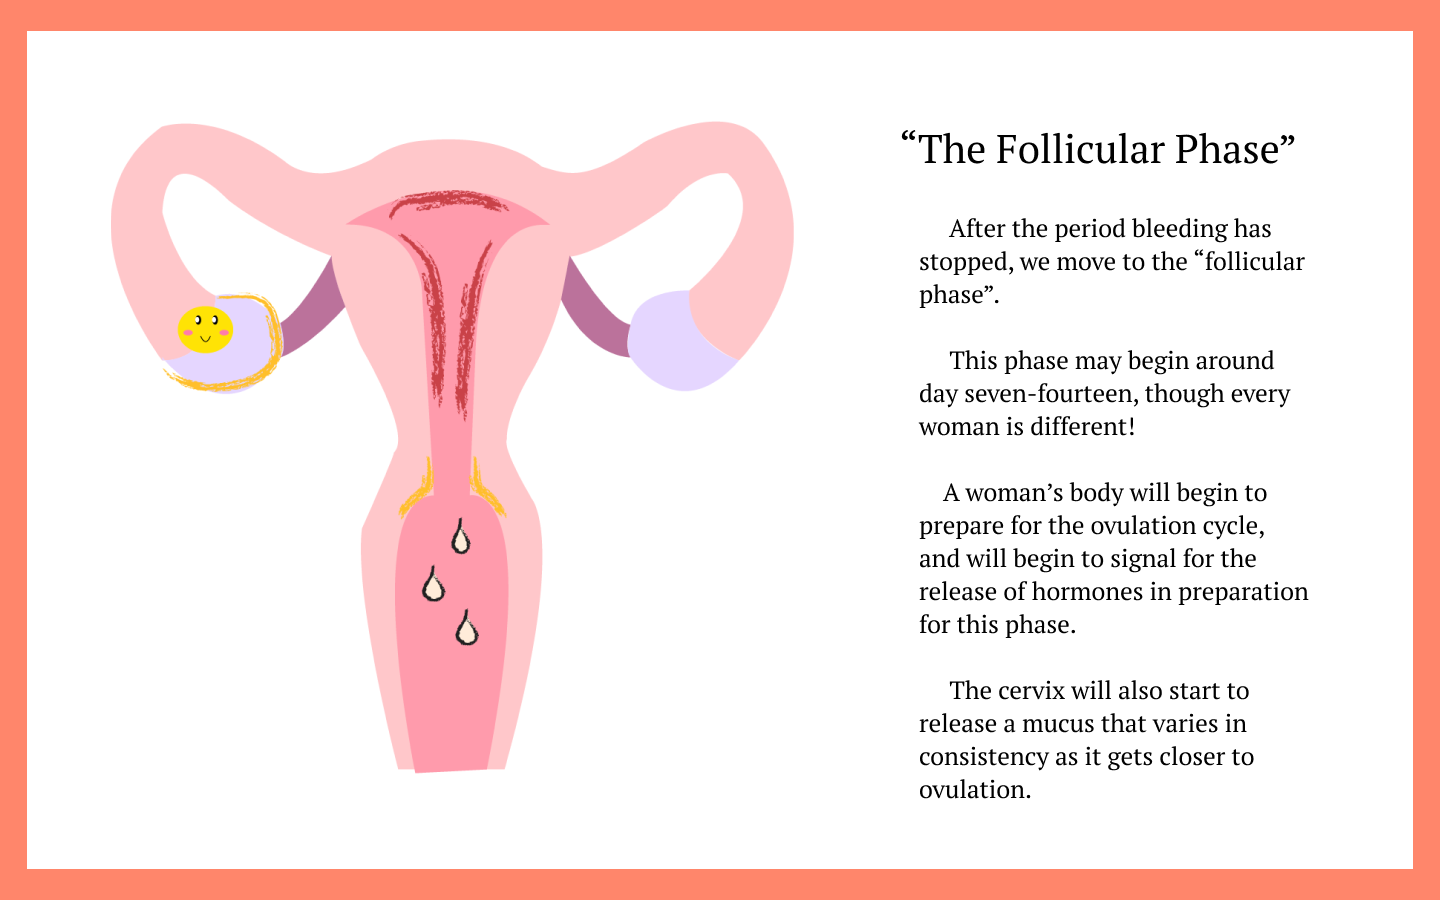 “The Follicular Phase”
After the period bleeding has
stopped, we move to the “follicular
phase”.
This phase may begin around
day seven-fourteen, though every
woman is different!
A woman’s body will begin to
prepare for the ovulation cycle,
and will begin to signal for the
release of hormones in preparation
for this phase.
The cervix will also start to
release a mucus that varies in
consistency as it gets closer to
ovulation.